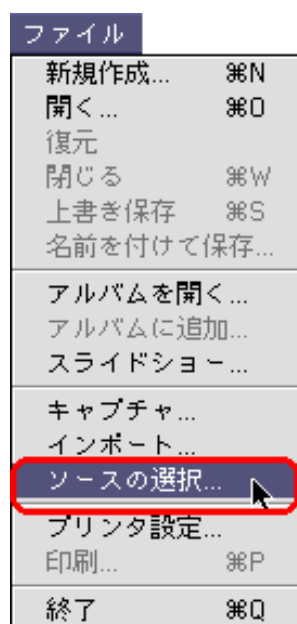 ファイル
新規作成... ⌘N
開く... ⌘O
復元
閉じる ⌘W
上書き保存 ⌘S
名前を付けて保存...
アルバムを開く...
アルバムに追加...
スライドショー...
キャプチャ...
インポート...
ソースの選択...
プリンタ設定...
印刷... ⌘P
終了 ⌘Q